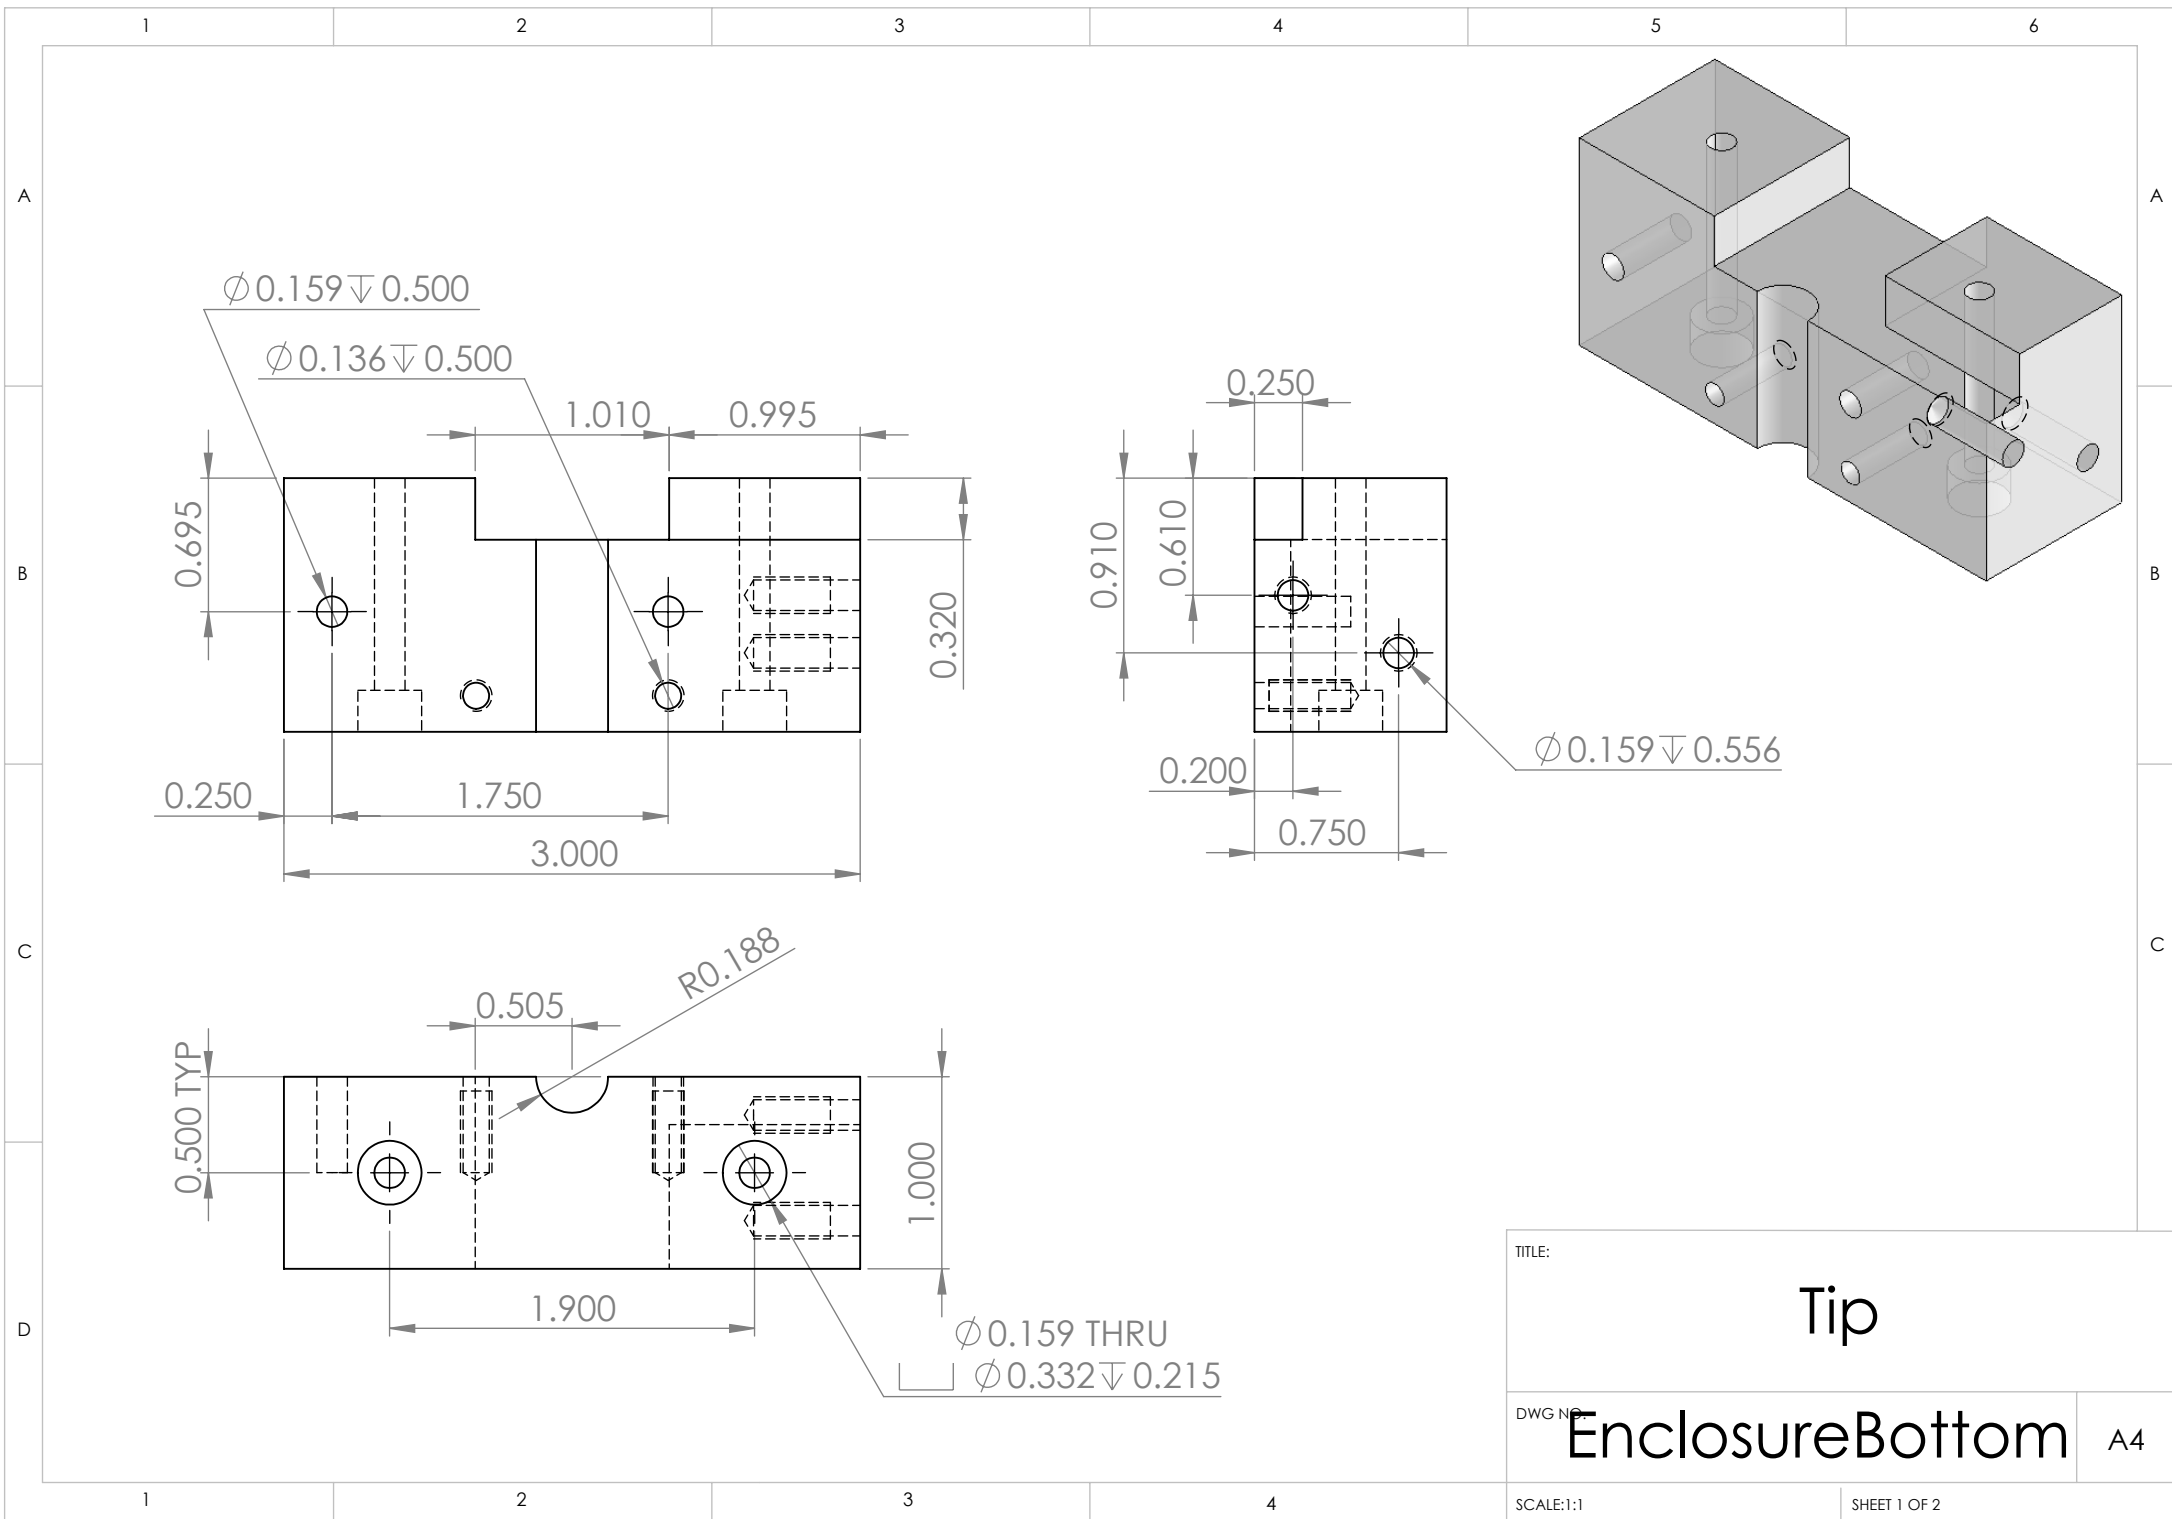 1 2 3 4 5 6
A A
∅0.159↧0.500
∅0.136↧0.500
1.010 0.995
0.250
0.695
0.910
0.610
B B
0.320
∅0.159↧0.556
0.250 1.750
0.200
3.000
0.750
C C
R0.188
0.505
0.500 TYP
1.000
1.900
D
∅0.159 THRU
⌴ ∅0.332↧0.215
TITLE:
Tip
DWG NO.
EnclosureBottom A4
1 2 3 4
SCALE:1:1 SHEET 1 OF 2